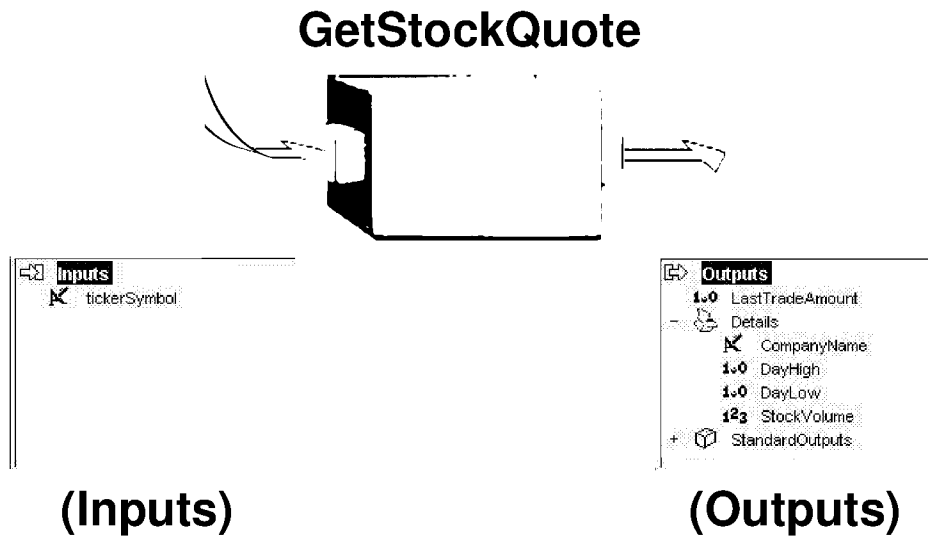 GetStockQuote
Inputs
tickerSymbol
Outputs
1.0 LastTradeAmount
- Details
CompanyName
1.0 DayHigh
1.0 DayLow
123 StockVolume
+ StandardOutputs
(Inputs)
(Outputs)